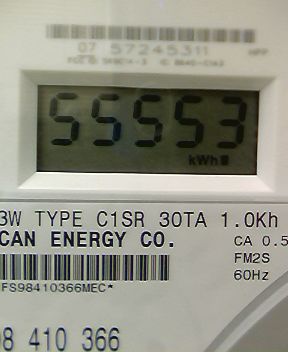 07 57245311
55553
kWh
3W TYPE C1SR 30TA 1.0Kh
CAN ENERGY CO.
CA 0.5
FM2S
60Hz
FS98410366MEC*
98 410 366